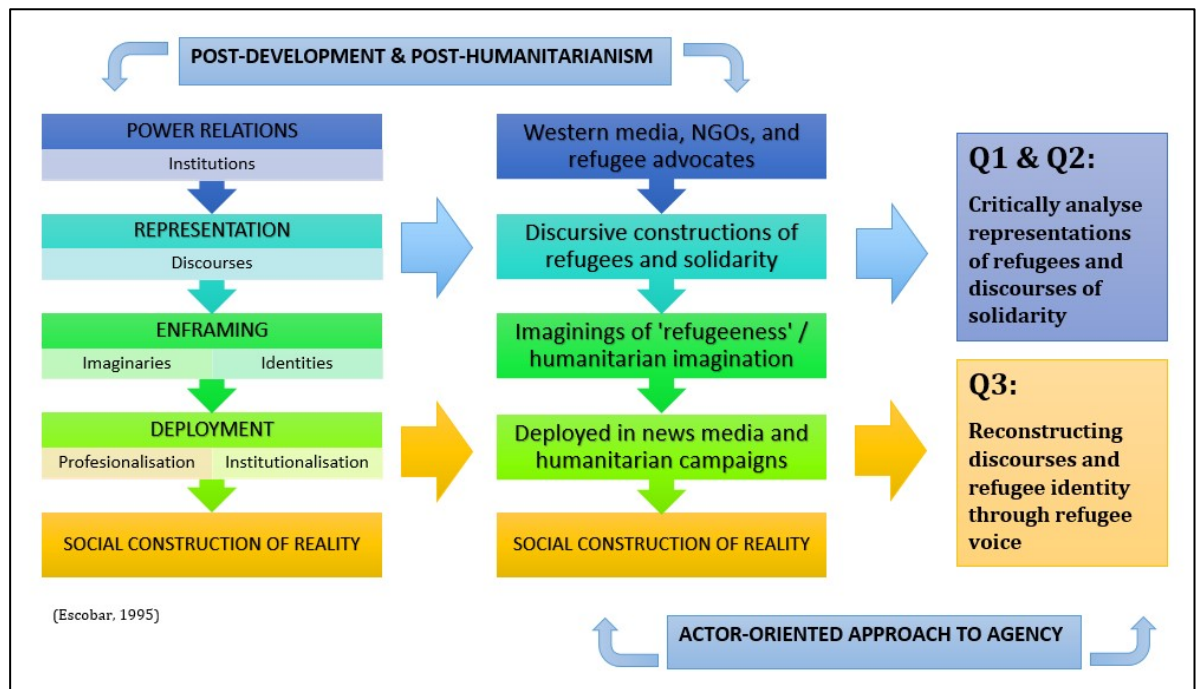 POST-DEVELOPMENT & POST-HUMANITARIANISM
POWER RELATIONS
Institutions
REPRESENTATION
Discourses
ENFRAMING
Imaginaries
Identities
DEPLOYMENT
Profesionalisation
Institutionalisation
SOCIAL CONSTRUCTION OF REALITY
(Escobar, 1995)
Western media, NGOs, and
refugee advocates
Discursive constructions of
refugees and solidarity
Imaginings of 'refugeeness' /
humanitarian imagination
Deployed in news media and
humanitarian campaigns
SOCIAL CONSTRUCTION OF REALITY
Q1 & Q2:
Critically analyse
representations
of refugees and
discourses of
solidarity
Q3:
Reconstructing
discourses and
refugee identity
through refugee
voice
ACTOR-ORIENTED APPROACH TO AGENCY